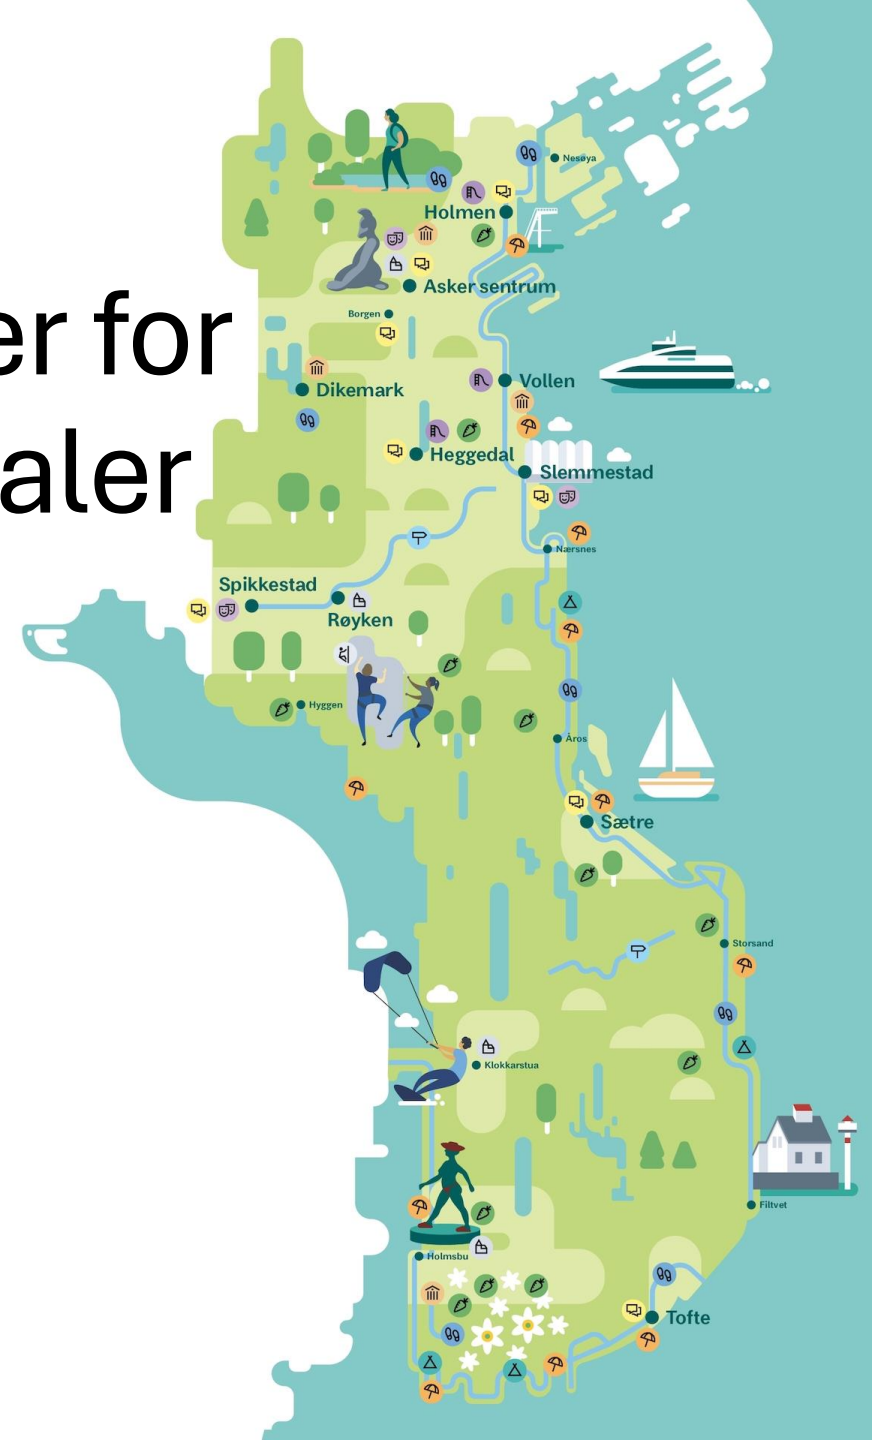 er for
aler
Nesøya
Holmen
Asker sentrum
Borgen
Dikemark
Vollen
Heggedal
Slemmestad
Nærsnes
Spikkestad
Røyken
Hyggen
Åros
Sætre
Storsand
Klokkarstua
Filtvet
Holmsbu
Tofte